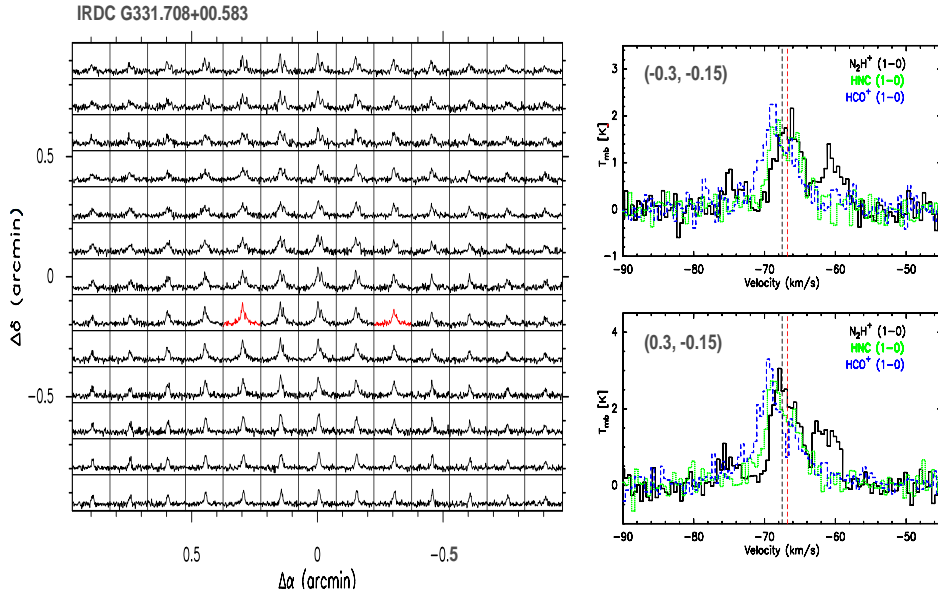 IRDC G331.708+00.583
0.5
0
−0.5
Δδ (arcmin)
0.5
0
−0.5
Δα (arcmin)
(-0.3, -0.15)
N₂H⁺ (1−0)
HNC (1−0)
HCO⁺ (1−0)
3
2
1
0
−1
Tmb [K]
−90
−80
−70
−60
−50
Velocity (km/s)
(0.3, -0.15)
N₂H⁺ (1−0)
HNC (1−0)
HCO⁺ (1−0)
4
2
0
Tmb [K]
−90
−80
−70
−60
−50
Velocity (km/s)